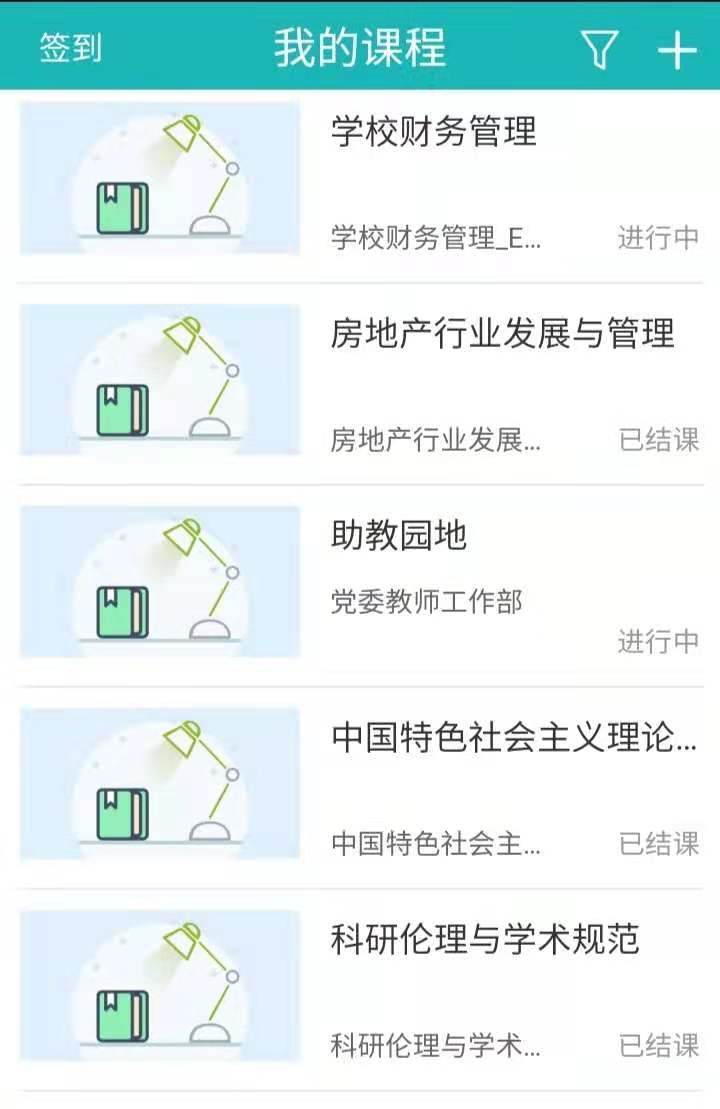 签到 我的课程
学校财务管理
学校财务管理_E... 进行中
房地产行业发展与管理
房地产行业发展... 已结课
助教园地
党委教师工作部
进行中
中国特色社会主义理论...
中国特色社会主... 已结课
科研伦理与学术规范
科研伦理与学术... 已结课